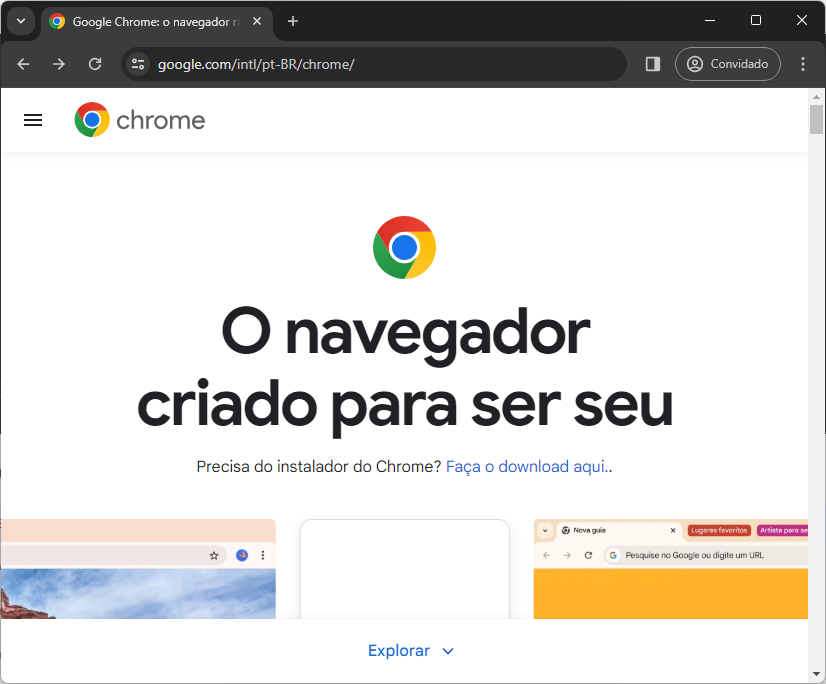 Google Chrome: o navegador
google.com/intl/pt-BR/chrome/
Convidado
chrome
O navegador
criado para ser seu
Precisa do instalador do Chrome? Faça o download aqui..
Nova guia
Lugares favoritos
Artista para
Pesquise no Google ou digite um URL
Explorar